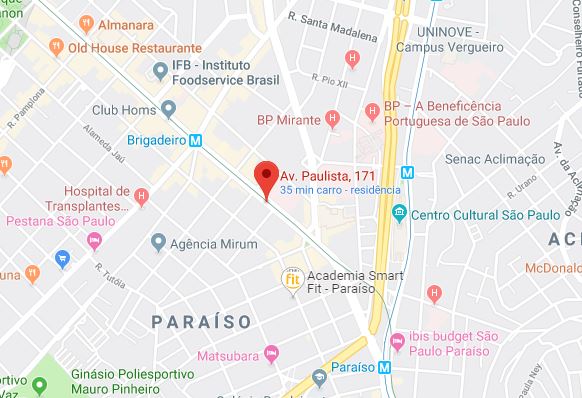 Almanara
Old House Restaurante
R. Santa Madalena
UNINOVE -
Campus Vergueiro
IFB - Instituto
Foodservice Brasil
R. Pio XII
R. Pamplona
Club Homs
BP Mirante
BP – A Beneficência
Portuguesa de São Paulo
Conselheiro Furtado
Alameda Jaú
Brigadeiro M
M
Senac Aclimação
Av. da Aclimação
Av. Paulista, 171
35 min carro - residência
R. Urano
Hospital de
Transplantes...
Pestana São Paulo
Centro Cultural São Paulo
Agência Mirum
AC
R. Tutóia
una
Academia Smart
Fit - Paraíso
fit
McDonald
PARAÍSO
Matsubara
ibis budget São
Paulo Paraíso
Paraíso M
Ginásio Poliesportivo
Mauro Pinheiro
Colégio Bandeirantes